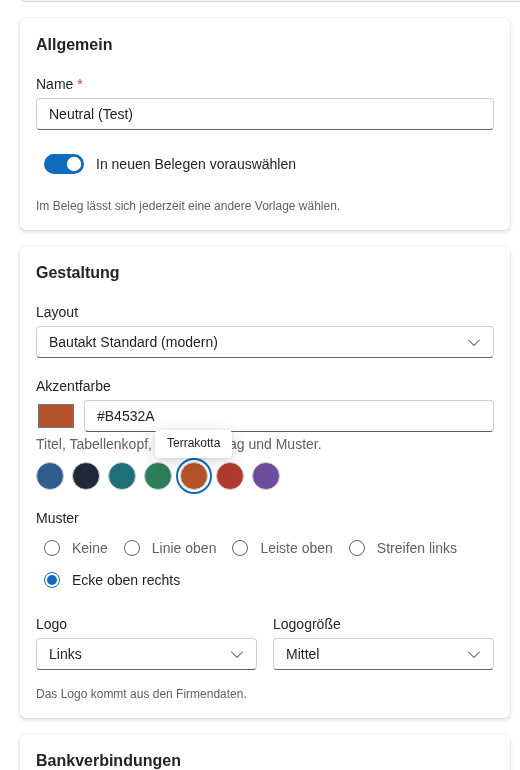 Allgemein
Name *
Neutral (Test)
In neuen Belegen vorauswählen
Im Beleg lässt sich jederzeit eine andere Vorlage wählen.
Gestaltung
Layout
Bautakt Standard (modern)
Akzentfarbe
#B4532A
Terrakotta
Titel, Tabellenkopf, ag und Muster.
Muster
Keine
Linie oben
Leiste oben
Streifen links
Ecke oben rechts
Logo
Logogröße
Links
Mittel
Das Logo kommt aus den Firmendaten.
Bankverbindungen